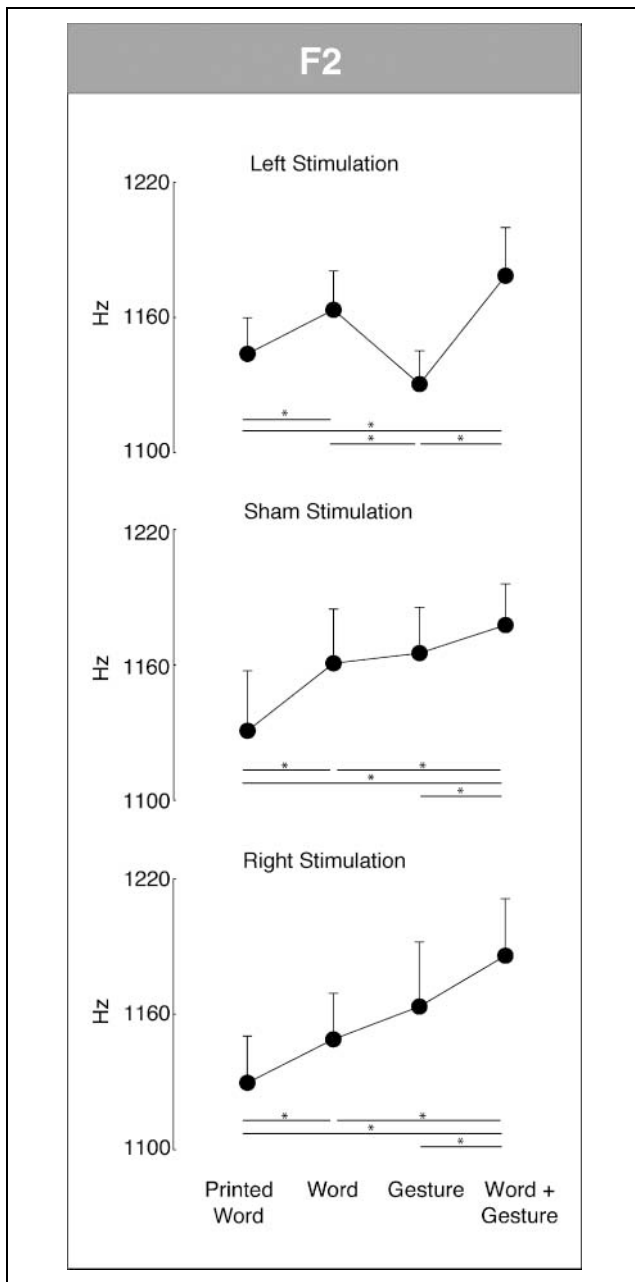 F2
Left Stimulation
1220
Hz
1160
*
*
* *
1100
Sham Stimulation
1220
Hz
1160
* *
*
*
1100
Right Stimulation
1220
Hz
1160
* *
*
*
1100
Printed Word Gesture Word +
Word Gesture